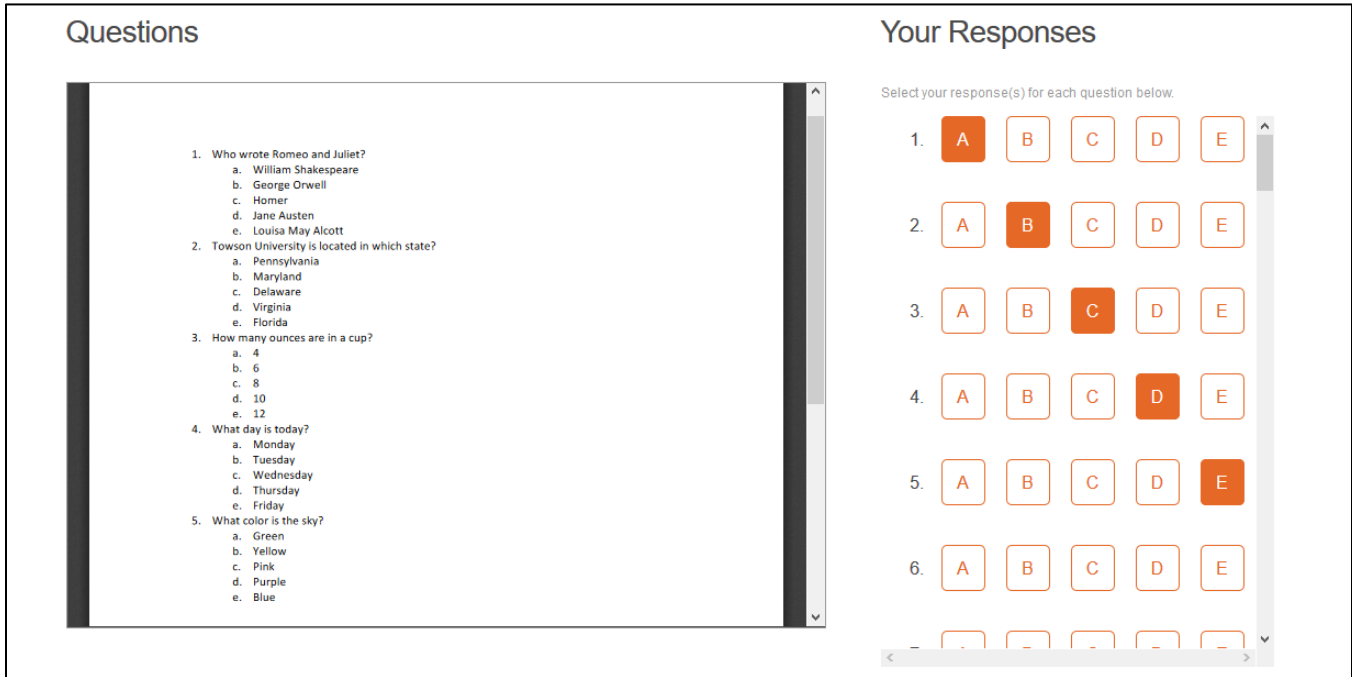 Questions
1. Who wrote Romeo and Juliet?
a. William Shakespeare
b. George Orwell
c. Homer
d. Jane Austen
e. Louisa May Alcott
2. Towson University is located in which state?
a. Pennsylvania
b. Maryland
c. Delaware
d. Virginia
e. Florida
3. How many ounces are in a cup?
a. 4
b. 6
c. 8
d. 10
e. 12
4. What day is today?
a. Monday
b. Tuesday
c. Wednesday
d. Thursday
e. Friday
5. What color is the sky?
a. Green
b. Yellow
c. Pink
d. Purple
e. Blue
Your Responses
Select your response(s) for each question below.
1. A B C D E
2. A B C D E
3. A B C D E
4. A B C D E
5. A B C D E
6. A B C D E